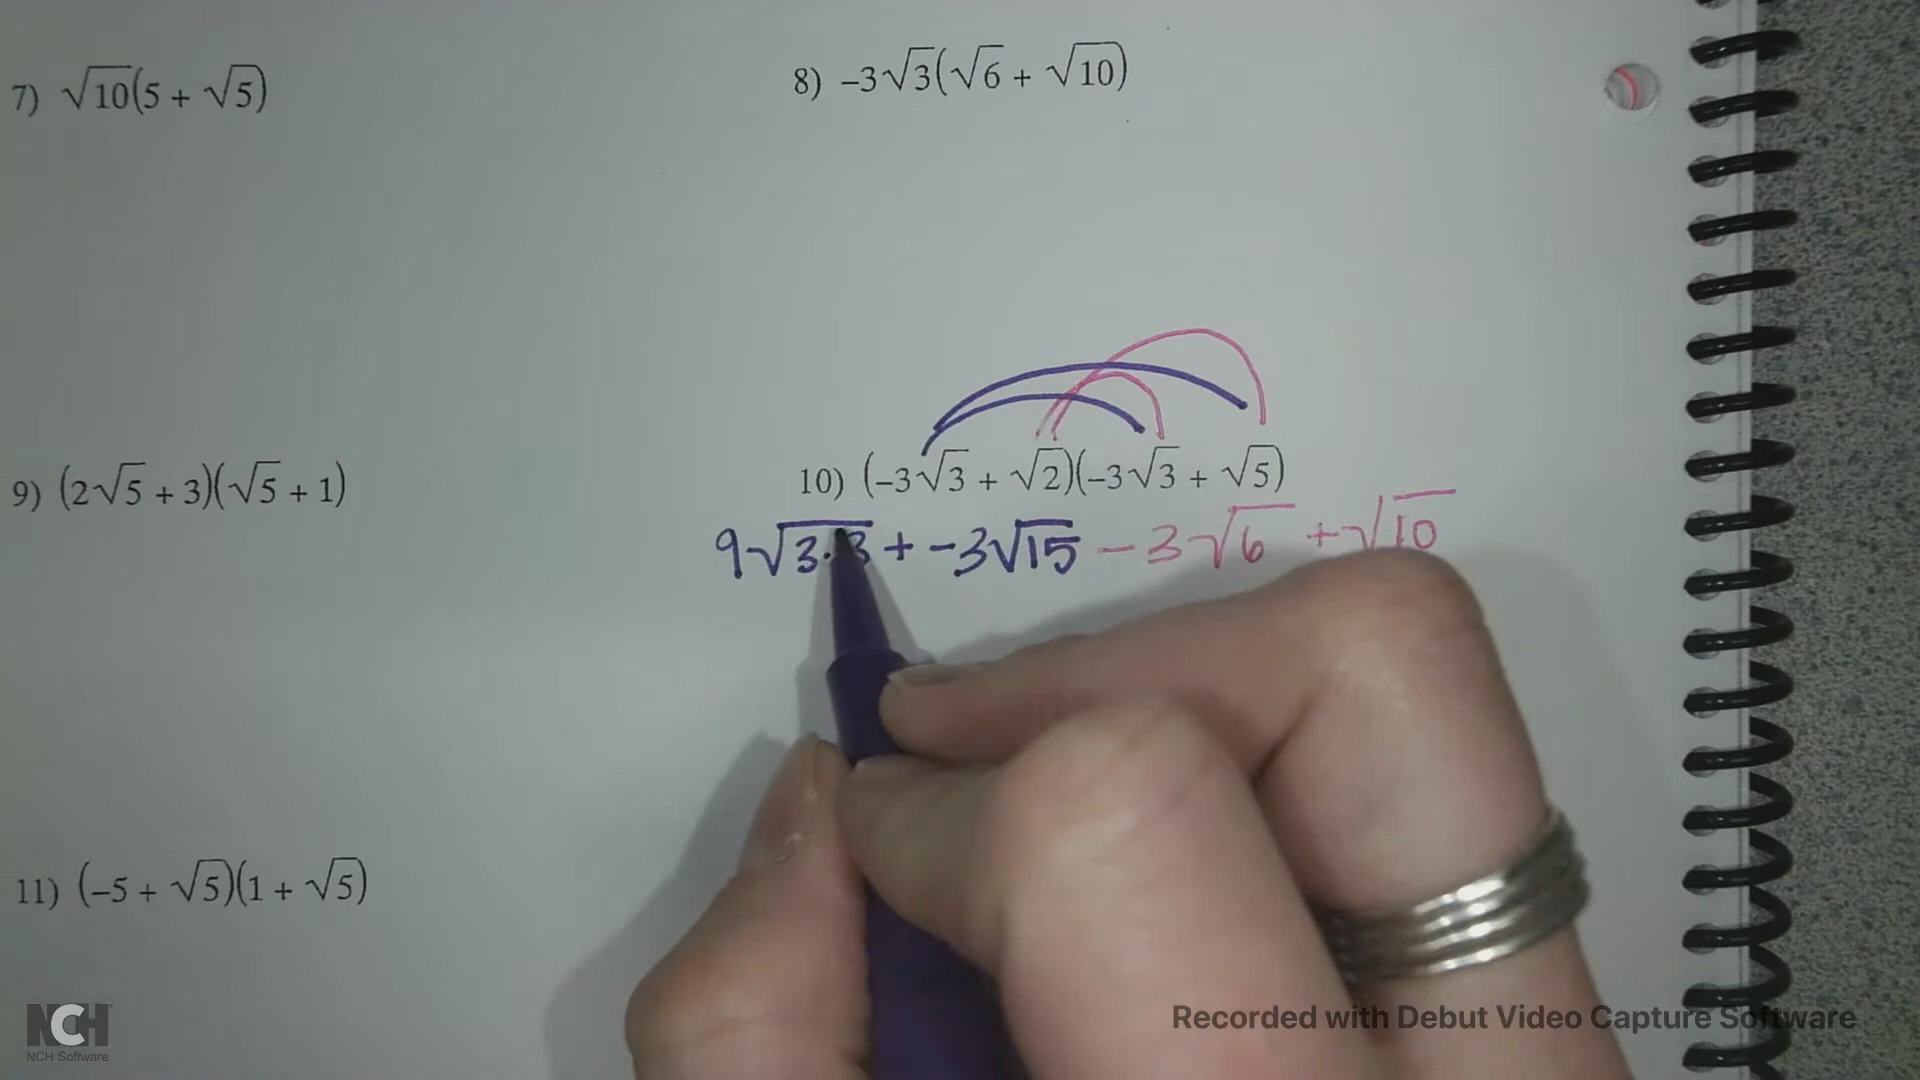 7) √10(5 + √5)
8) −3√3(√6 + √10)
9) (2√5 + 3)(√5 + 1)
10) (−3√3 + √2)(−3√3 + √5)
9√3·3 + -3√15 - 3√6 + √10
11) (−5 + √5)(1 + √5)
NCH
NCH Software
Recorded with Debut Video Capture Software